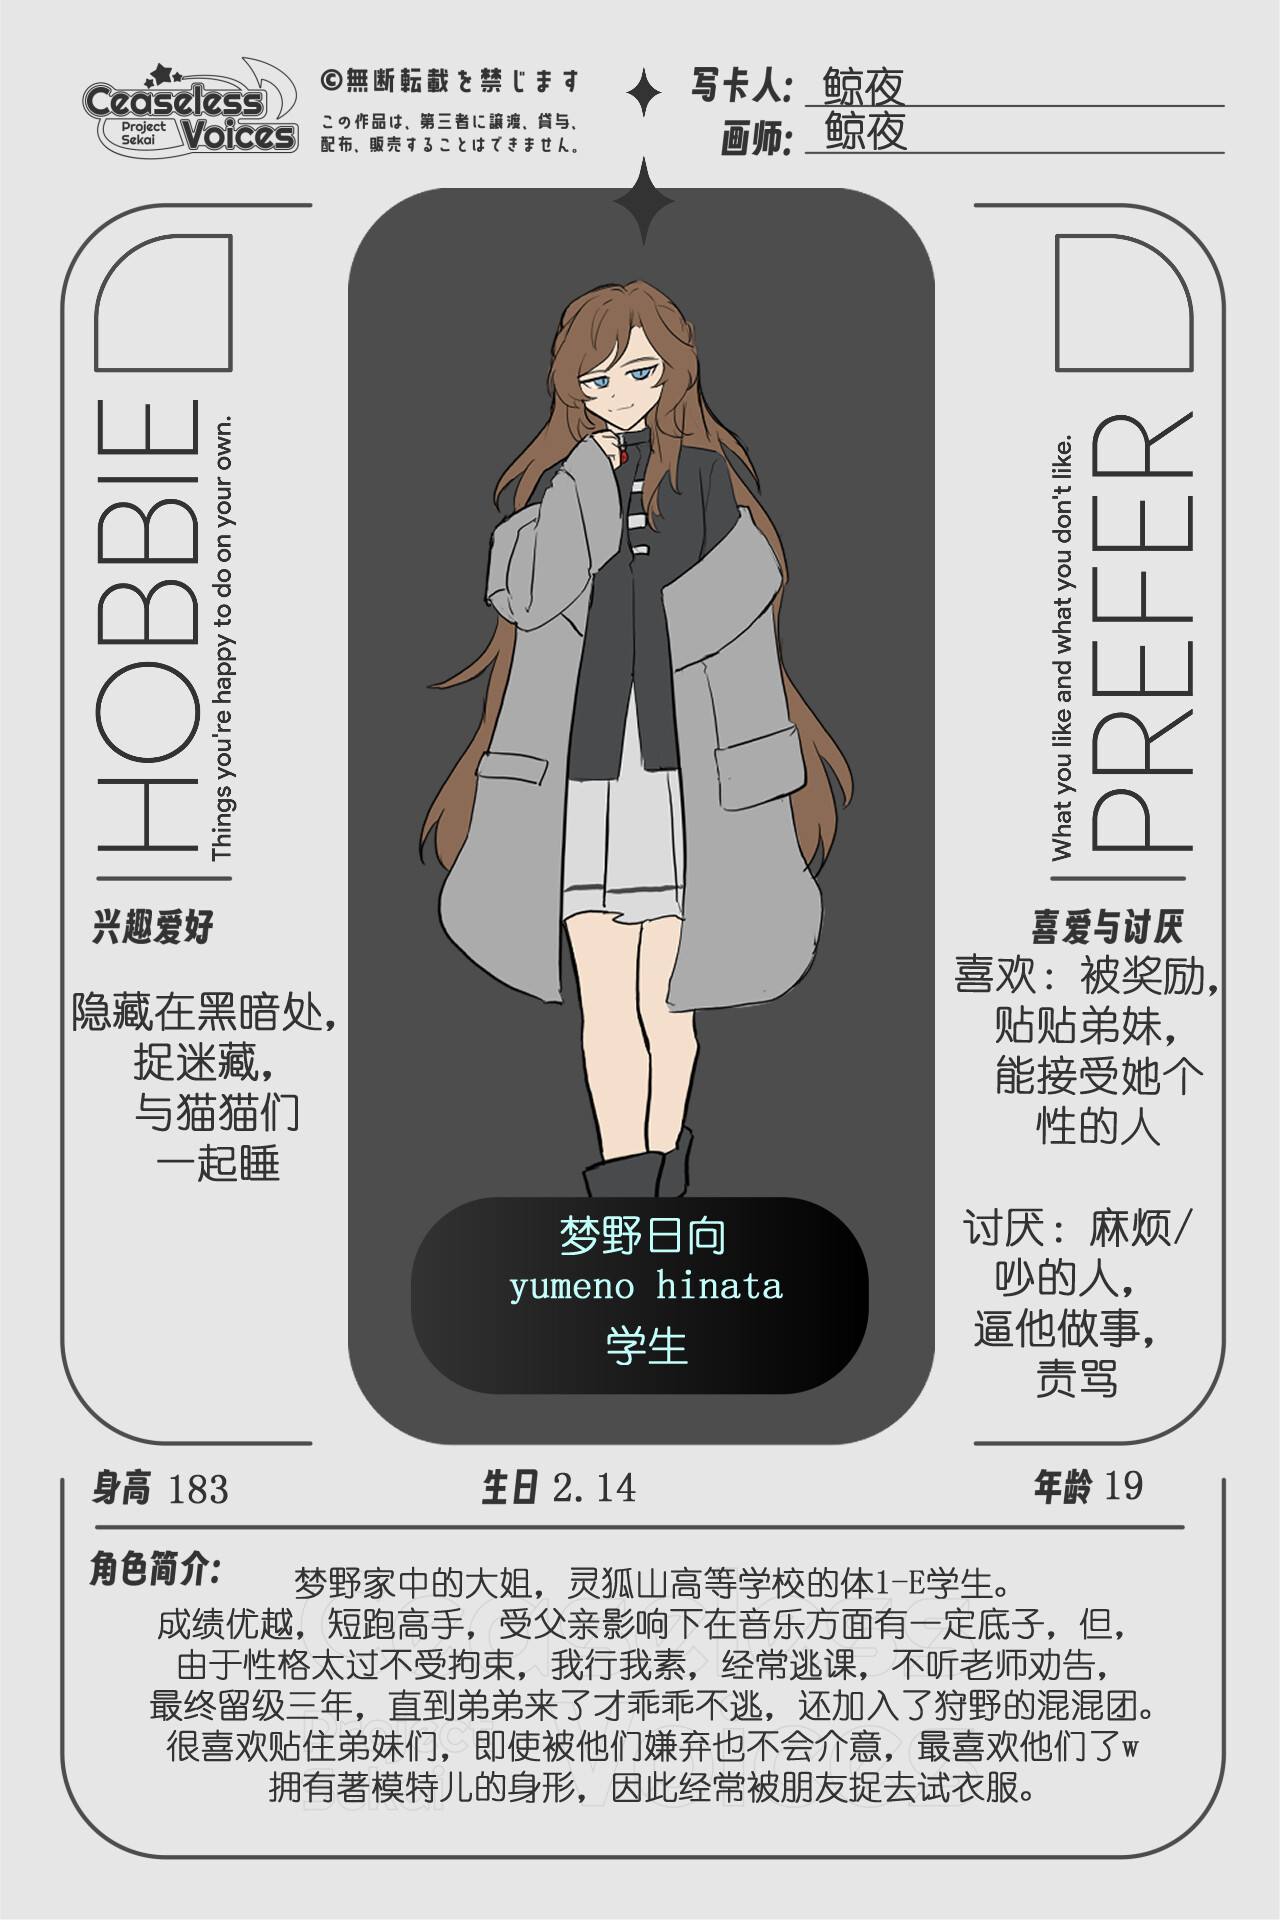 Ceaseless
Voices
Project
Sekai
©無断転載を禁じます
この作品は、第三者に譲渡、貸与、
配布、販売することはできません。
写卡人：鲸夜
画师：鲸夜
HOBBIE
Things you're happy to do on your own.
兴趣爱好
隐藏在黑暗处，
捉迷藏，
与猫猫们
一起睡
PREFER
What you like and what you don't like.
喜爱与讨厌
喜欢：被奖励，
贴贴弟妹，
能接受她个
性的人
讨厌：麻烦/
吵的人，
逼他做事，
责骂
梦野日向
yumeno hinata
学生
身高 183
生日 2.14
年龄 19
角色简介：
梦野家中的大姐，灵狐山高等学校的体1-E学生。
成绩优越，短跑高手，受父亲影响下在音乐方面有一定底子，但，
由于性格太过不受拘束，我行我素，经常逃课，不听老师劝告，
最终留级三年，直到弟弟来了才乖乖不逃，还加入了狩野的混混团。
很喜欢贴住弟妹们，即使被他们嫌弃也不会介意，最喜欢他们了w
拥有著模特儿的身形，因此经常被朋友捉去试衣服。
Ceaseless
Project
Sekai
Voices